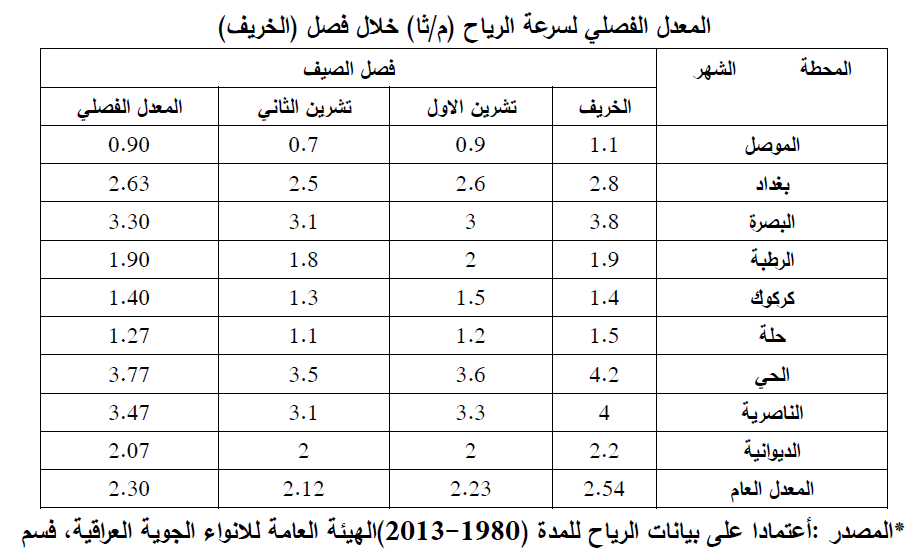 المعدل الفصلي لسرعة الرياح (م/ثا) خلال فصل (الخريف)
المحطة الشهر فصل الصيف
الخريف تشرين الاول تشرين الثاني المعدل الفصلي
الموصل 1.1 0.9 0.7 0.90
بغداد 2.8 2.6 2.5 2.63
البصرة 3.8 3 3.1 3.30
الرطبة 1.9 2 1.8 1.90
كركوك 1.4 1.5 1.3 1.40
حلة 1.5 1.2 1.1 1.27
الحي 4.2 3.6 3.5 3.77
الناصرية 4 3.3 3.1 3.47
الديوانية 2.2 2 2 2.07
المعدل العام 2.54 2.23 2.12 2.30
*المصدر :أعتمادا على بيانات الرياح للمدة (1980-2013)الهيئة العامة للانواء الجوية العراقية، قسم